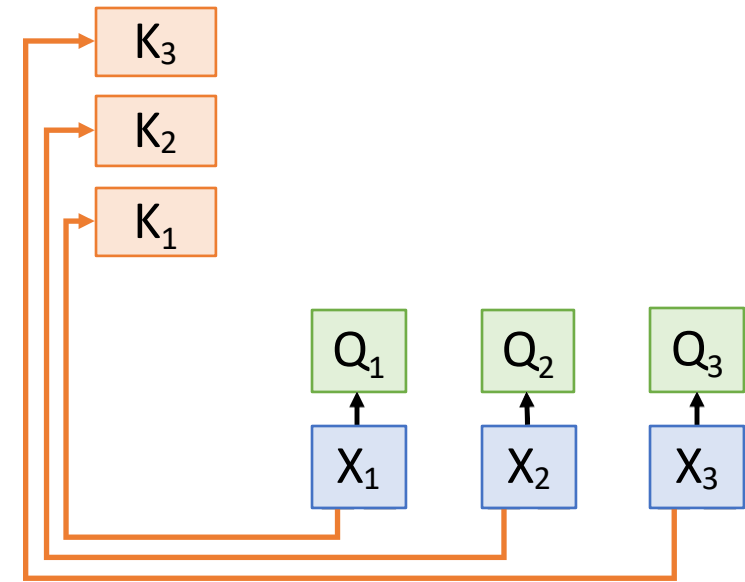 K₃
K₂
K₁
Q₁ Q₂ Q₃
X₁ X₂ X₃